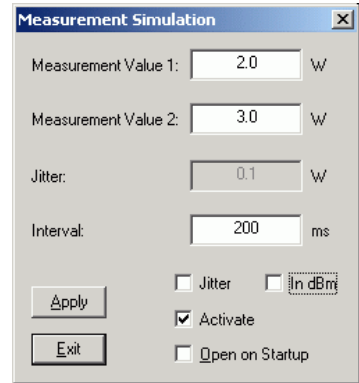 Measurement Simulation
Measurement Value 1: 2.0 W
Measurement Value 2: 3.0 W
Jitter: 0.1 W
Interval: 200 ms
Jitter In dBm
Apply
Activate
Exit
Open on Startup